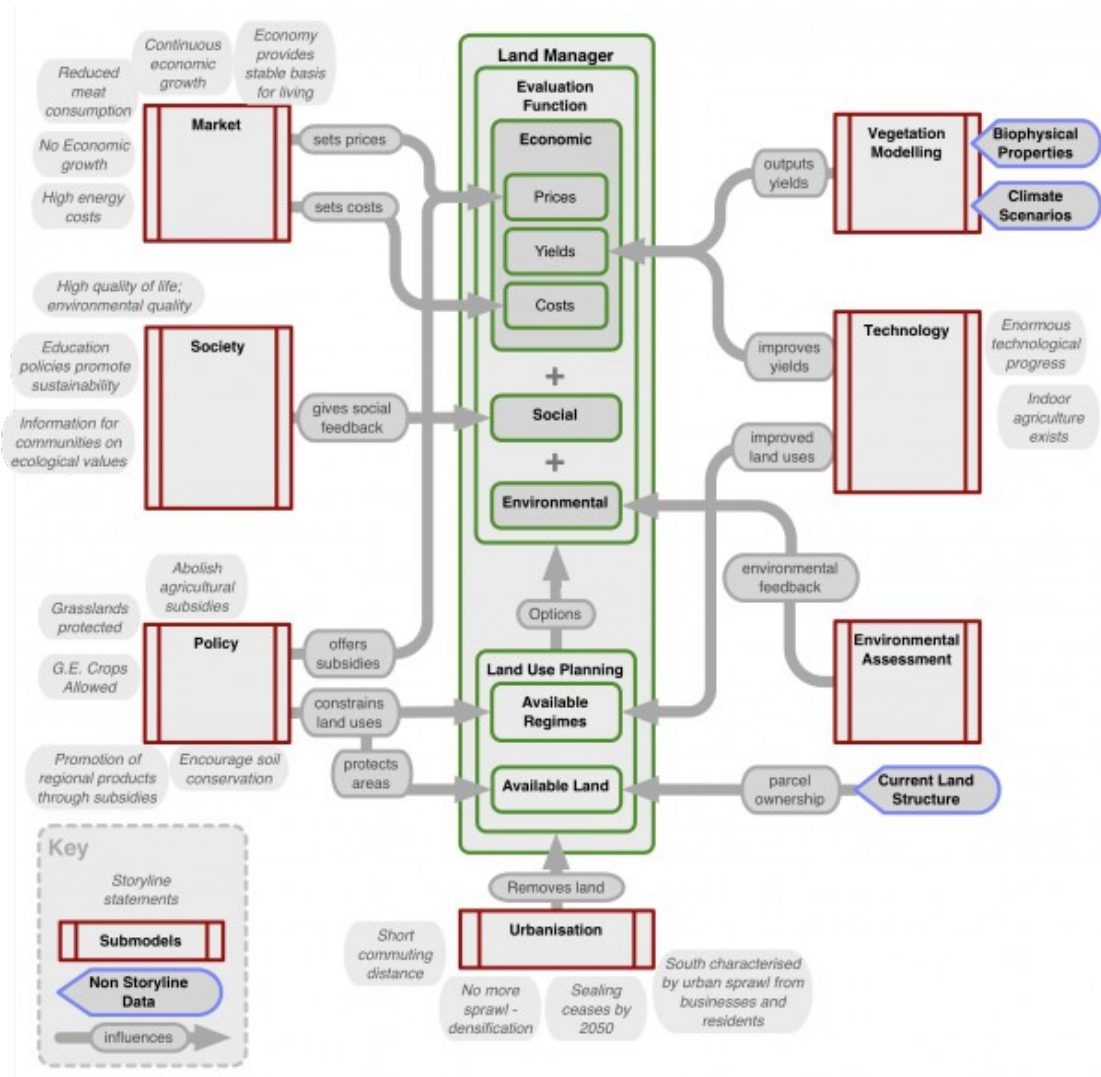 Continuous
economic
growth
Economy
provides
stable basis
for living
Reduced
meat
consumption
No Economic
growth
High energy
costs
Market
sets prices
sets costs
Land Manager
Evaluation
Function
Economic
Prices
Yields
Costs
+
Social
+
Environmental
outputs
yields
Vegetation
Modelling
Biophysical
Properties
Climate
Scenarios
High quality of life;
environmental quality
Education
policies promote
sustainability
Information for
communities on
ecological values
Society
gives social
feedback
improves
yields
improved
land uses
Technology
Enormous
technological
progress
Indoor
agriculture
exists
environmental
feedback
Environmental
Assessment
Abolish
agricultural
subsidies
Grasslands
protected
G.E. Crops
Allowed
Policy
offers
subsidies
constrains
land uses
protects
areas
Promotion of
regional products
through subsidies
Encourage soil
conservation
Options
Land Use Planning
Available
Regimes
Available Land
parcel
ownership
Current Land
Structure
Removes land
Urbanisation
Short
commuting
distance
No more
sprawl -
densification
Sealing
ceases by
2050
South characterised
by urban sprawl from
businesses and
residents
Key
Storyline
statements
Submodels
Non Storyline
Data
influences